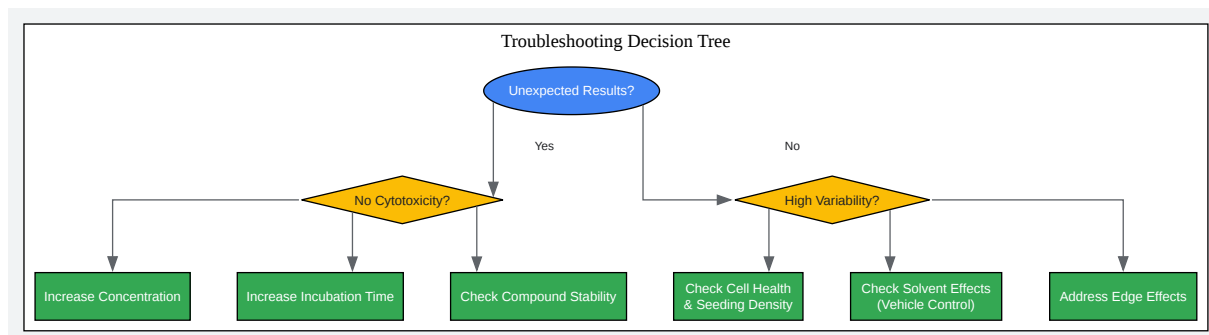 Troubleshooting Decision Tree
Unexpected Results?
Yes
No
No Cytotoxicity?
High Variability?
Increase Concentration
Increase Incubation Time
Check Compound Stability
Check Cell Health
& Seeding Density
Check Solvent Effects
(Vehicle Control)
Address Edge Effects